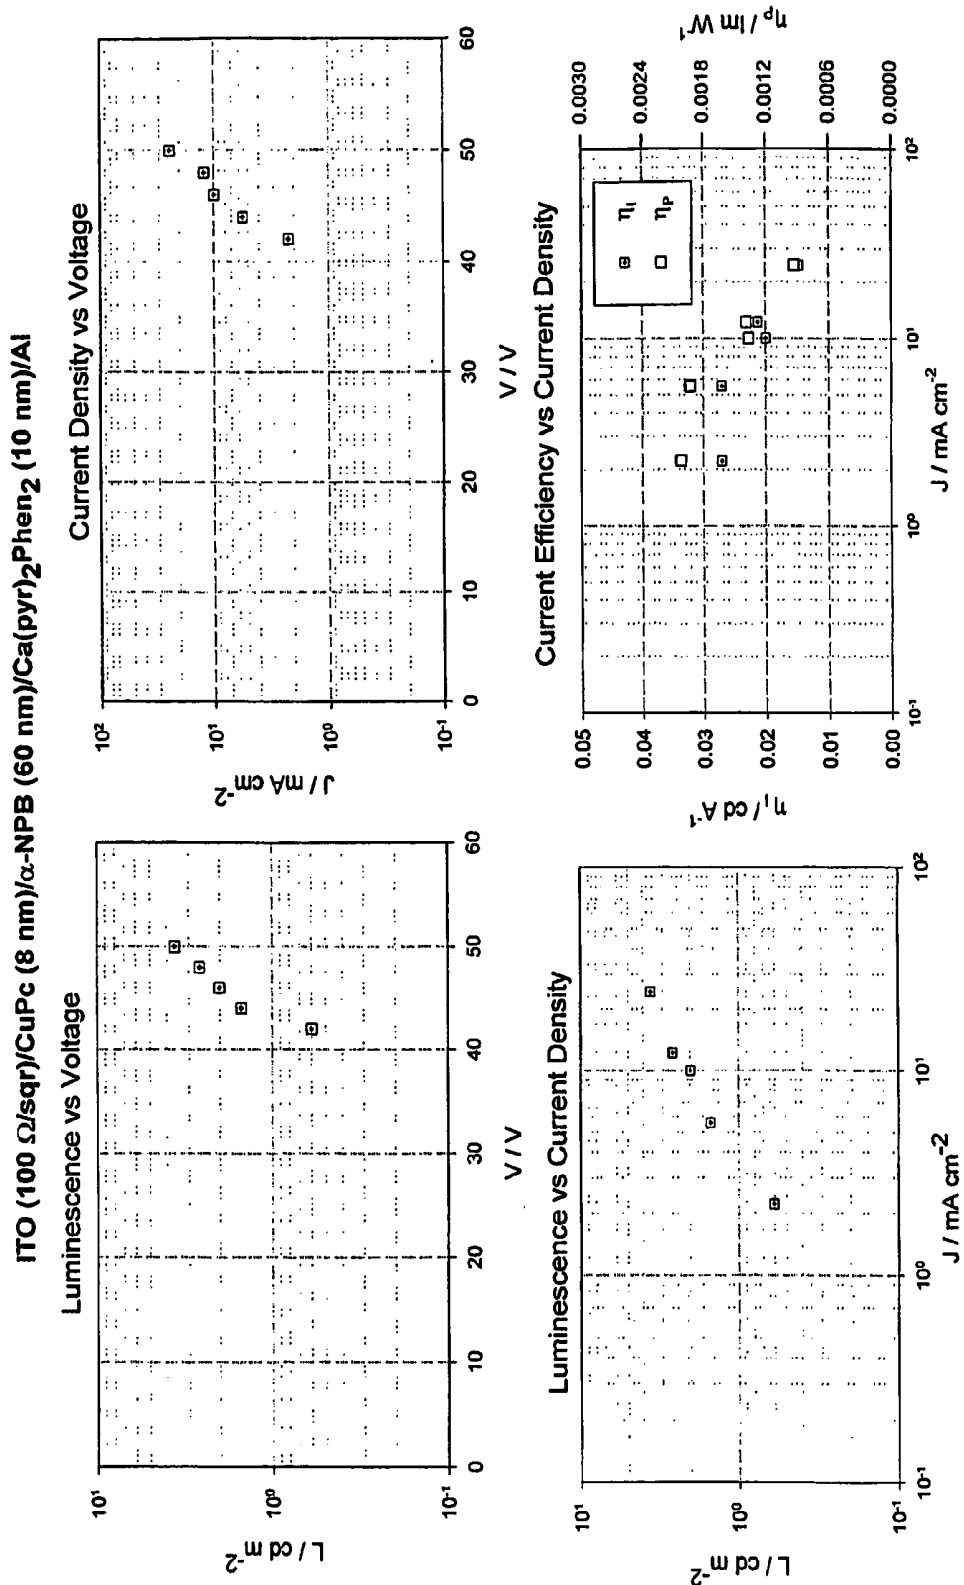 ITO (100 Ω/sqr)/CuPc (8 nm)/α-NPB (60 nm)/Ca(pyr)₂Phen₂ (10 nm)/Al
Luminescence vs Voltage
L / cd m⁻²
10¹
10⁰
10⁻¹
0 10 20 30 40 50 60
V / V
Current Density vs Voltage
J / mA cm⁻²
10²
10¹
10⁰
10⁻¹
0 10 20 30 40 50 60
V / V
Luminescence vs Current Density
L / cd m⁻²
10¹
10⁰
10⁻¹
10⁻¹ 10⁰ 10¹ 10²
J / mA cm⁻²
Current Efficiency vs Current Density
η_I / cd A⁻¹
0.05
0.04
0.03
0.02
0.01
0.00
10⁻¹ 10⁰ 10¹ 10²
J / mA cm⁻²
η_I
η_P
0.0030
0.0024
0.0018
0.0012
0.0006
0.0000
η_P / lm W⁻¹